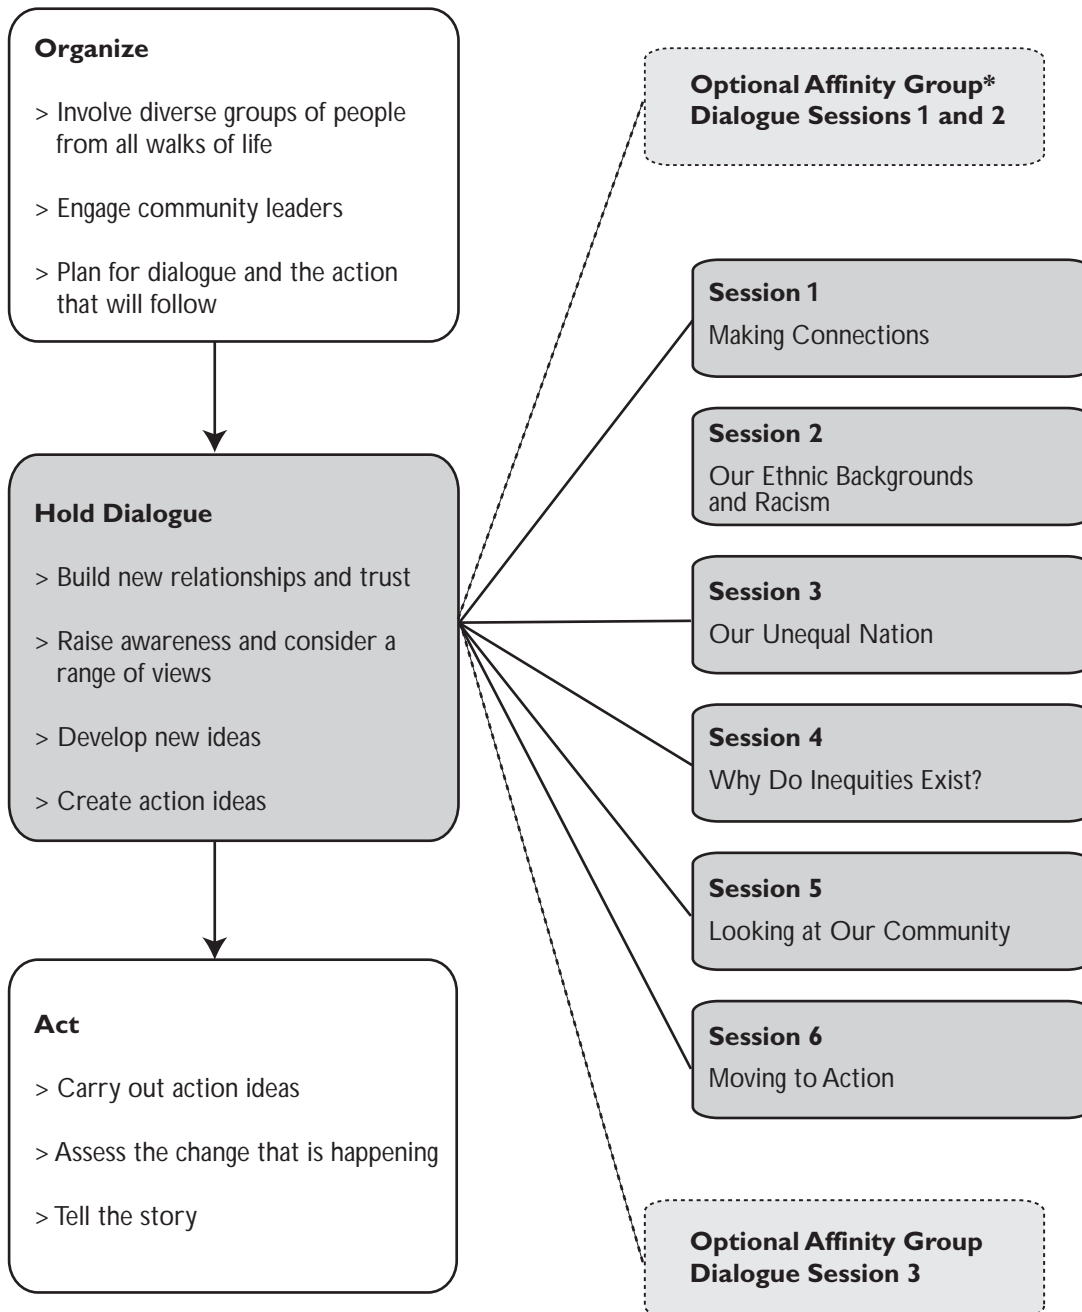 Organize
> Involve diverse groups of people
from all walks of life
> Engage community leaders
> Plan for dialogue and the action
that will follow
Hold Dialogue
> Build new relationships and trust
> Raise awareness and consider a
range of views
> Develop new ideas
> Create action ideas
Act
> Carry out action ideas
> Assess the change that is happening
> Tell the story
Optional Affinity Group*
Dialogue Sessions 1 and 2
Session 1
Making Connections
Session 2
Our Ethnic Backgrounds
and Racism
Session 3
Our Unequal Nation
Session 4
Why Do Inequities Exist?
Session 5
Looking at Our Community
Session 6
Moving to Action
Optional Affinity Group
Dialogue Session 3